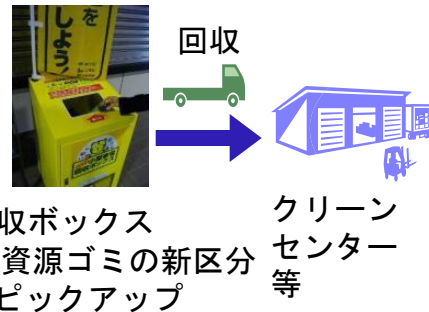 を
しよう!
回収
収ボックス
資源ゴミの新区分
ピックアップ
クリーン
センター
等